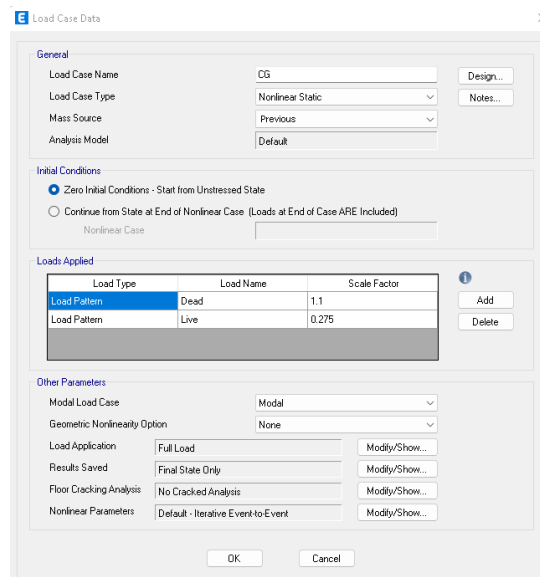 E Load Case Data
General
Load Case Name CG Design...
Load Case Type Nonlinear Static Notes...
Mass Source Previous
Analysis Model Default
Initial Conditions
Zero Initial Conditions - Start from Unstressed State
Continue from State at End of Nonlinear Case (Loads at End of Case ARE Included)
Nonlinear Case
Loads Applied
Load Type Load Name Scale Factor
Load Pattern Dead 1.1 Add
Load Pattern Live 0.275 Delete
Other Parameters
Modal Load Case Modal
Geometric Nonlinearity Option None
Load Application Full Load Modify/Show...
Results Saved Final State Only Modify/Show...
Floor Cracking Analysis No Cracked Analysis Modify/Show...
Nonlinear Parameters Default - Iterative Event-to-Event Modify/Show...
OK Cancel